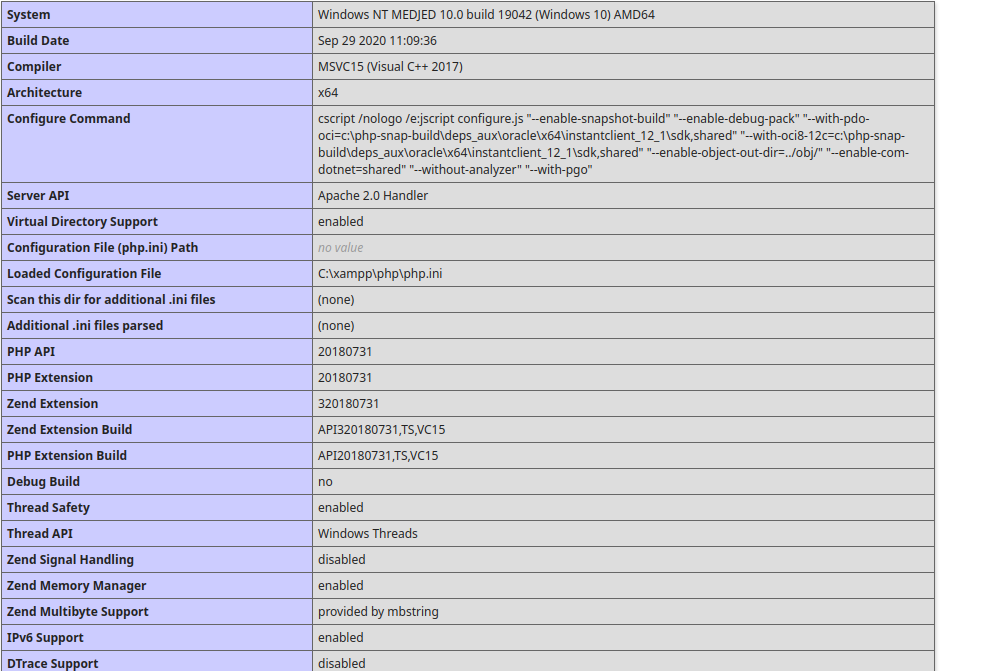 System Windows NT MEDJED 10.0 build 19042 (Windows 10) AMD64
Build Date Sep 29 2020 11:09:36
Compiler MSVC15 (Visual C++ 2017)
Architecture x64
Configure Command cscript /nologo /e:jscript configure.js "--enable-snapshot-build" "--enable-debug-pack" "--with-pdo-
oci=c:\php-snap-build\deps_aux\oracle\x64\instantclient_12_1\sdk,shared" "--with-oci8-12c=c:\php-snap-
build\deps_aux\oracle\x64\instantclient_12_1\sdk,shared" "--enable-object-out-dir=../obj/" "--enable-com-
dotnet=shared" "--without-analyzer" "--with-pgo"
Server API Apache 2.0 Handler
Virtual Directory Support enabled
Configuration File (php.ini) Path no value
Loaded Configuration File C:\xampp\php\php.ini
Scan this dir for additional .ini files (none)
Additional .ini files parsed (none)
PHP API 20180731
PHP Extension 20180731
Zend Extension 320180731
Zend Extension Build API320180731,TS,VC15
PHP Extension Build API20180731,TS,VC15
Debug Build no
Thread Safety enabled
Thread API Windows Threads
Zend Signal Handling disabled
Zend Memory Manager enabled
Zend Multibyte Support provided by mbstring
IPv6 Support enabled
DTrace Support disabled